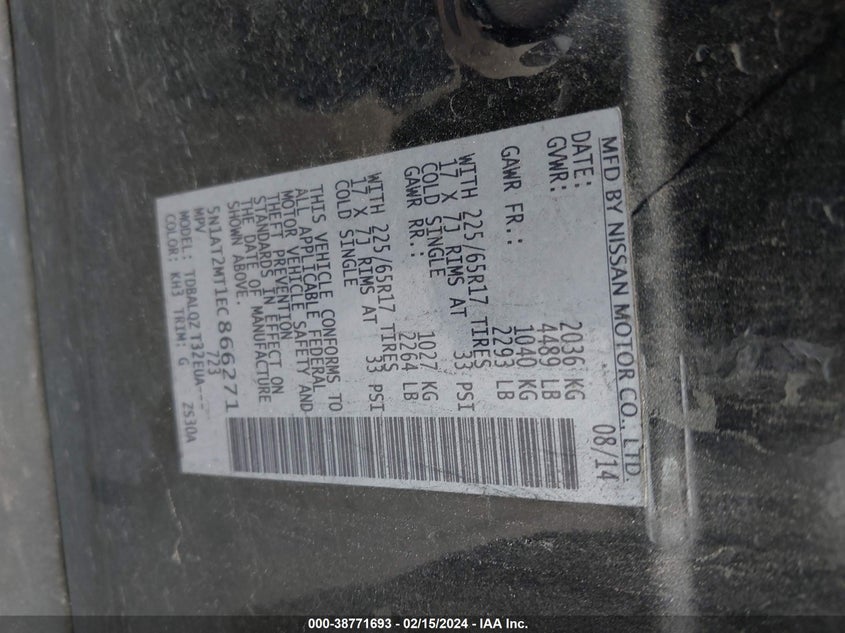 MFD BY NISSAN MOTOR CO., LTD.
DATE: 08/14
GVWR: 2036 KG
4489 LB
GAWR FR.: 1040 KG
2293 LB
WITH 225/65R17 TIRES
17 X 7J RIMS AT 33 PSI
COLD SINGLE
GAWR RR.: 1027 KG
2264 LB
WITH 225/65R17 TIRES
17 X 7J RIMS AT 33 PSI
COLD SINGLE
THIS VEHICLE CONFORMS TO
ALL APPLICABLE FEDERAL
MOTOR VEHICLE SAFETY AND
THEFT PREVENTION
STANDARDS IN EFFECT ON
THE DATE OF MANUFACTURE
SHOWN ABOVE
5N1AT2MT1EC866271
MPV 723
MODEL: TDBALQZ T32EUA--- ZS30A
COLOR: KH3 TRIM: G
000-38771693 - 02/15/2024 - IAA Inc.